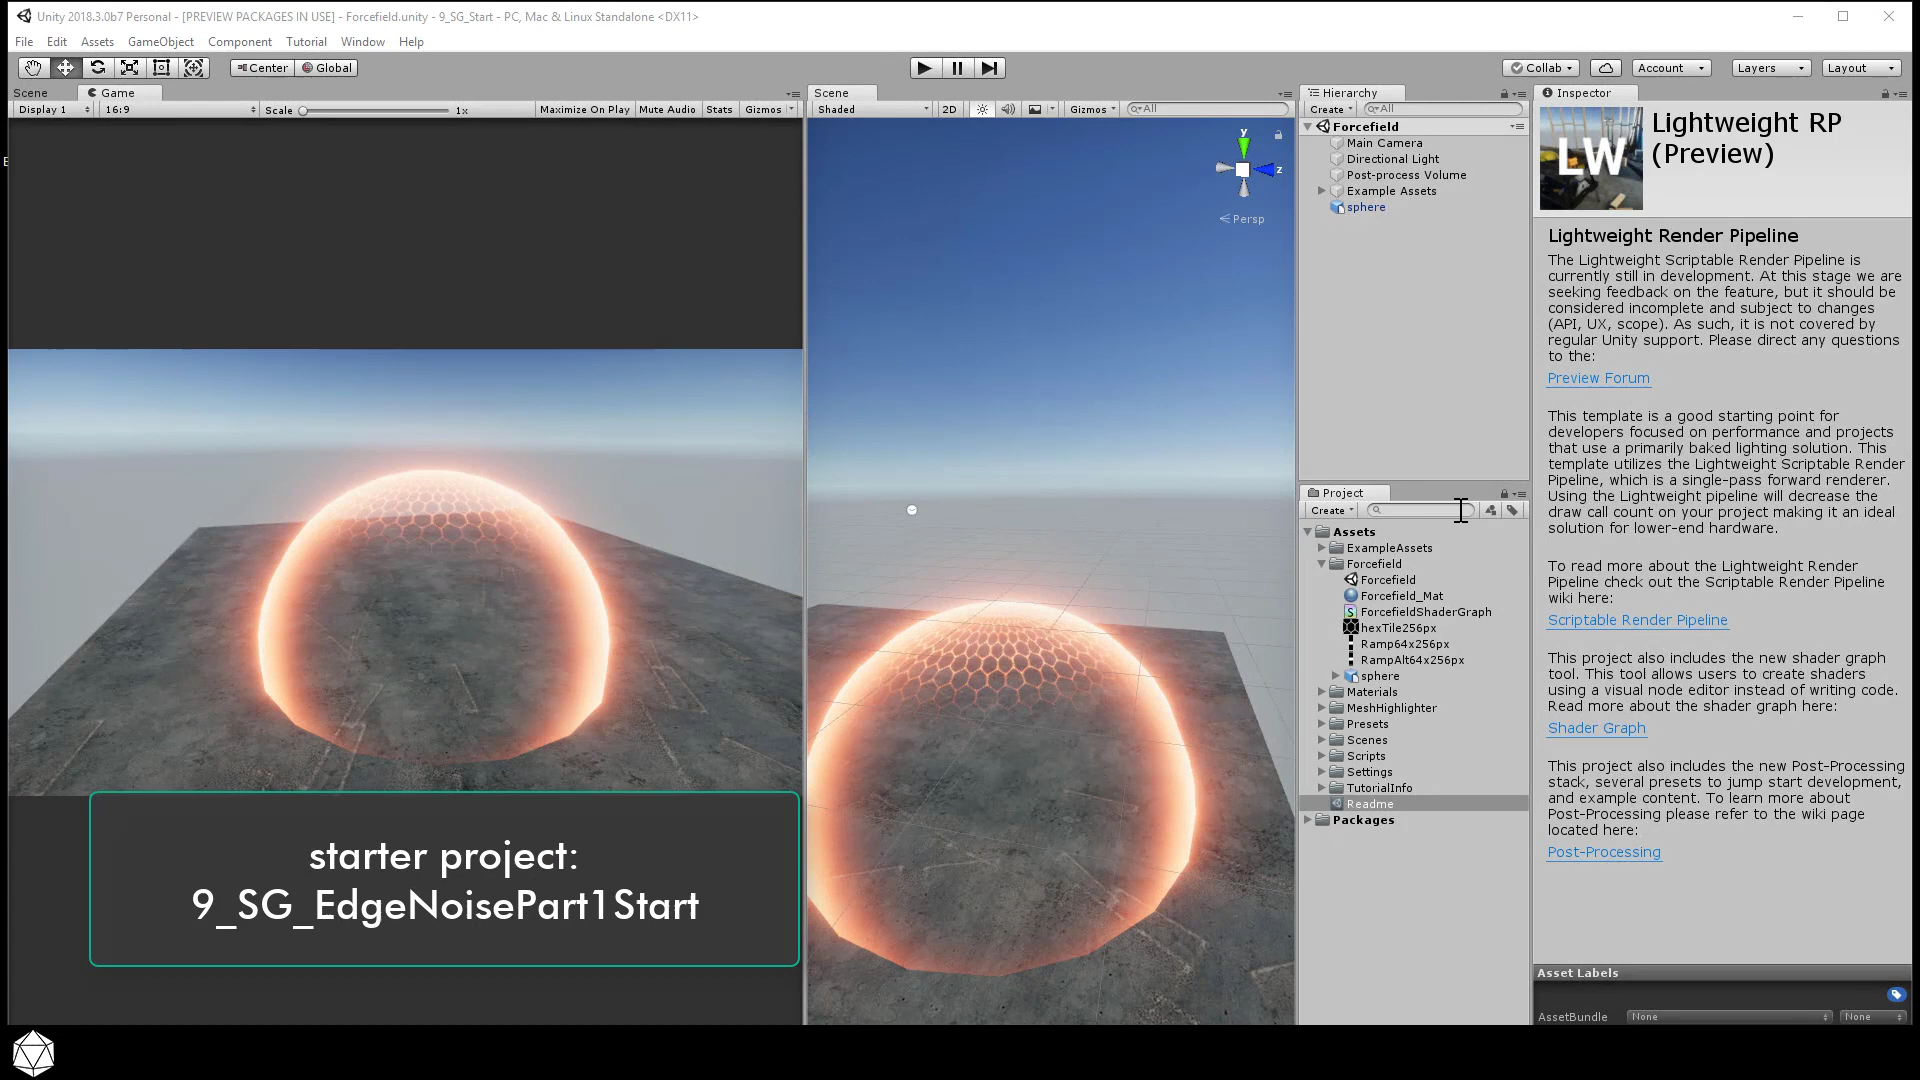 Unity 2018.3.0b7 Personal - [PREVIEW PACKAGES IN USE] - Forcefield.unity - 9_SG_Start - PC, Mac & Linux Standalone <DX11>
File Edit Assets GameObject Component Tutorial Window Help
Center Global Collab Account Layers Layout
Scene Game
Display 1 16:9 Scale 1x Maximize On Play Mute Audio Stats Gizmos
Scene
Shaded 2D Gizmos All
y
z
Persp
Hierarchy
Create All
Forcefield
Main Camera
Directional Light
Post-process Volume
Example Assets
sphere
Project
Create
Assets
ExampleAssets
Forcefield
Forcefield
Forcefield_Mat
ForcefieldShaderGraph
hexTile256px
Ramp64x256px
RampAlt64x256px
sphere
Materials
MeshHighlighter
Presets
Scenes
Scripts
Settings
TutorialInfo
Readme
Packages
Inspector
LW
Lightweight RP
(Preview)
Lightweight Render Pipeline
The Lightweight Scriptable Render Pipeline is
currently still in development. At this stage we are
seeking feedback on the feature, but it should be
considered incomplete and subject to changes
(API, UX, scope). As such, it is not covered by
regular Unity support. Please direct any questions
to the:
Preview Forum
This template is a good starting point for
developers focused on performance and projects
that use a primarily baked lighting solution. This
template utilizes the Lightweight Scriptable Render
Pipeline, which is a single-pass forward renderer.
Using the Lightweight pipeline will decrease the
draw call count on your project making it an ideal
solution for lower-end hardware.
To read more about the Lightweight Render
Pipeline check out the Scriptable Render Pipeline
wiki here:
Scriptable Render Pipeline
This project also includes the new shader graph
tool. This tool allows users to create shaders
using a visual node editor instead of writing code.
Read more about the shader graph here:
Shader Graph
This project also includes the new Post-Processing
stack, several presets to jump start development,
and example content. To learn more about
Post-Processing please refer to the wiki page
located here:
Post-Processing
Asset Labels
AssetBundle None None
starter project:
9_SG_EdgeNoisePart1Start